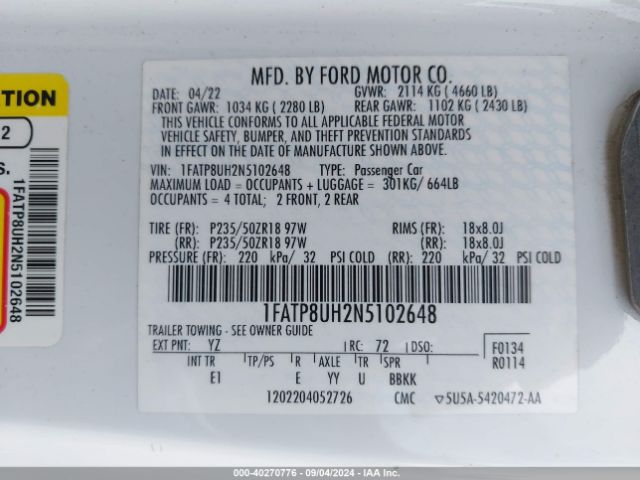 TION
2
S.
1FATP8UH2N5102648
MFD. BY FORD MOTOR CO.
DATE: 04/22 GVWR: 2114 KG ( 4660 LB)
FRONT GAWR: 1034 KG ( 2280 LB) REAR GAWR: 1102 KG ( 2430 LB)
THIS VEHICLE CONFORMS TO ALL APPLICABLE FEDERAL MOTOR
VEHICLE SAFETY, BUMPER, AND THEFT PREVENTION STANDARDS
IN EFFECT ON THE DATE OF MANUFACTURE SHOWN ABOVE.
VIN: 1FATP8UH2N5102648 TYPE: Passenger Car
MAXIMUM LOAD = OCCUPANTS + LUGGAGE = 301KG/ 664LB
OCCUPANTS = 4 TOTAL; 2 FRONT, 2 REAR
TIRE (FR): P235/50ZR18 97W RIMS (FR): 18x8.0J
(RR): P235/50ZR18 97W (RR): 18x8.0J
PRESSURE (FR): 220 kPa/ 32 PSI COLD (RR): 220 kPa/ 32 PSI COLD
1FATP8UH2N5102648
TRAILER TOWING - SEE OWNER GUIDE
EXT PNT: YZ RC: 72 DSO: F0134
INT TR TP/PS R AXLE TR SPR R0114
E1 E YY U BBKK
1202204052726 CMC ▽5U5A-5420472-AA
000-40270776 - 09/04/2024 - IAA Inc.